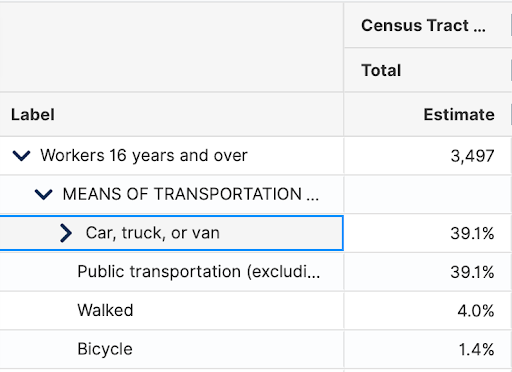 Census Tract ...
Total
Label Estimate
Workers 16 years and over 3,497
MEANS OF TRANSPORTATION ...
Car, truck, or van 39.1%
Public transportation (excludi... 39.1%
Walked 4.0%
Bicycle 1.4%